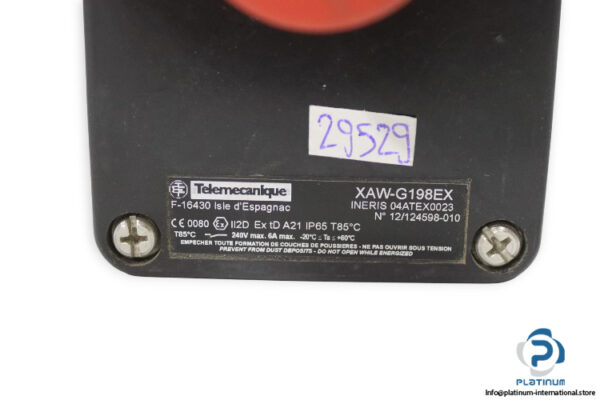 29529
Telemecanique
XAW-G198EX
F-16430 Isle d'Espagnac
INERIS 04ATEX0023
N° 12/124598-010
CE 0080 Ex II2D Ex tD A21 IP65 T85°C
T85°C 240V max. 6A max. -20°C ≤ Ta ≤ +60°C
EMPECHER TOUTE FORMATION DE COUCHES DE POUSSIERES - NE PAS OUVRIR SOUS TENSION
PREVENT FROM DUST DEPOSITS - DO NOT OPEN WHILE ENERGIZED
PLATINUM
Info@platinum-international.store